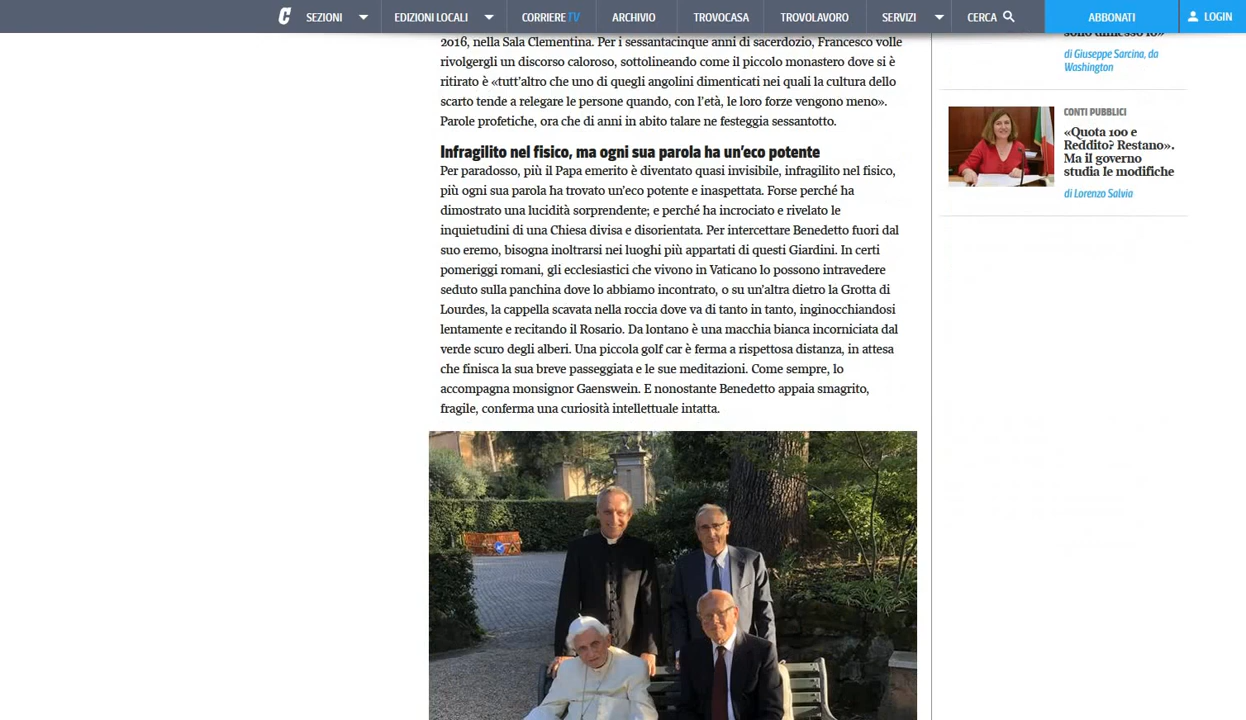 C SEZIONI EDIZIONI LOCALI CORRIERE TV ARCHIVIO TROVOCASA TROVOLAVORO SERVIZI CERCA ABBONATI LOGIN
2016, nella Sala Clementina. Per i sessantacinque anni di sacerdozio, Francesco volle
rivolgergli un discorso caloroso, sottolineando come il piccolo monastero dove si è
ritirato è «tutt’altro che uno di quegli angolini dimenticati nei quali la cultura dello
scarto tende a relegare le persone quando, con l’età, le loro forze vengono meno».
Parole profetiche, ora che di anni in abito talare ne festeggia sessantotto.
Infragilito nel fisico, ma ogni sua parola ha un’eco potente
Per paradosso, più il Papa emerito è diventato quasi invisibile, infragilito nel fisico,
più ogni sua parola ha trovato un’eco potente e inaspettata. Forse perché ha
dimostrato una lucidità sorprendente; e perché ha incrociato e rivelato le
inquietudini di una Chiesa divisa e disorientata. Per intercettare Benedetto fuori dal
suo eremo, bisogna inoltrarsi nei luoghi più appartati di questi Giardini. In certi
pomeriggi romani, gli ecclesiastici che vivono in Vaticano lo possono intravedere
seduto sulla panchina dove lo abbiamo incontrato, o su un’altra dietro la Grotta di
Lourdes, la cappella scavata nella roccia dove va di tanto in tanto, inginocchiandosi
lentamente e recitando il Rosario. Da lontano è una macchia bianca incorniciata dal
verde scuro degli alberi. Una piccola golf car è ferma a rispettosa distanza, in attesa
che finisca la sua breve passeggiata e le sue meditazioni. Come sempre, lo
accompagna monsignor Gaenswein. E nonostante Benedetto appaia smagrito,
fragile, conferma una curiosità intellettuale intatta.
sono dimesso io»
di Giuseppe Sarcina, da
Washington
CONTI PUBBLICI
«Quota 100 e
Reddito? Restano».
Ma il governo
studia le modifiche
di Lorenzo Salvia